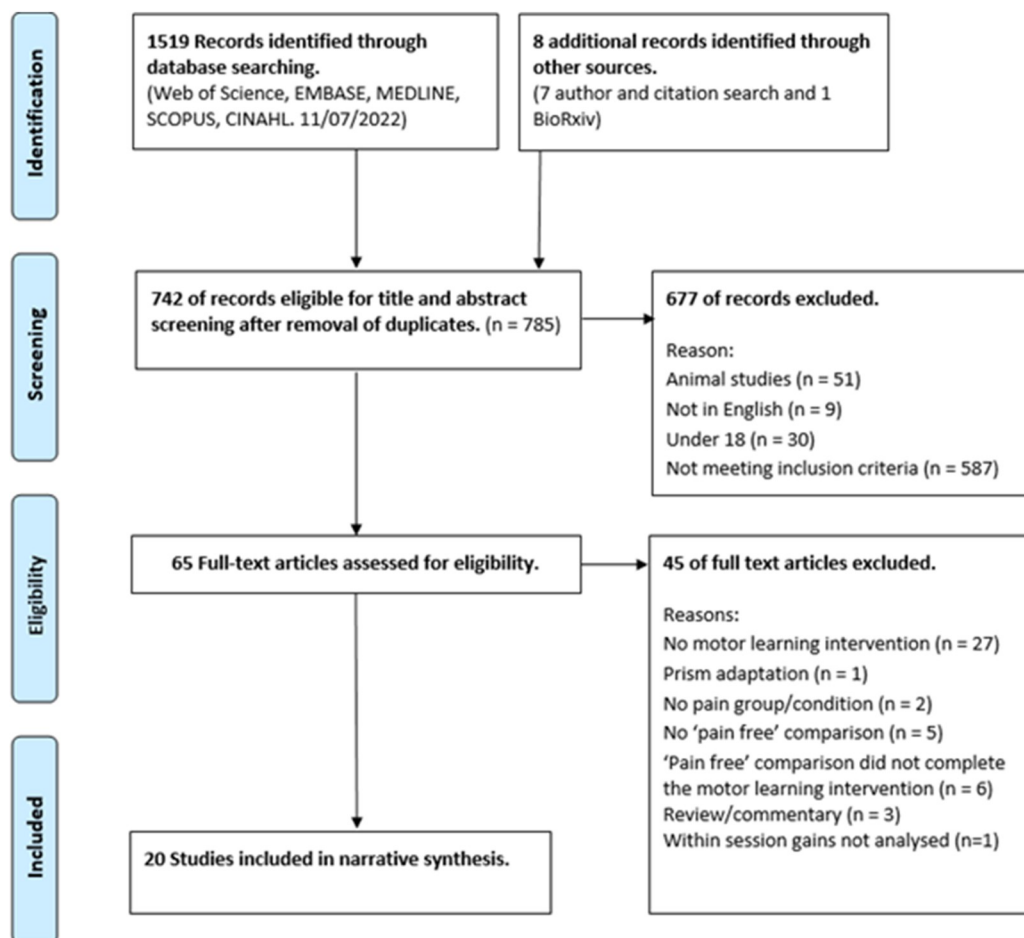 Identification
1519 Records identified through
database searching.
(Web of Science, EMBASE, MEDLINE,
SCOPUS, CINAHL. 11/07/2022)
8 additional records identified through
other sources.
(7 author and citation search and 1
BioRxiv)
Screening
742 of records eligible for title and abstract
screening after removal of duplicates. (n = 785)
677 of records excluded.
Reason:
Animal studies (n = 51)
Not in English (n = 9)
Under 18 (n = 30)
Not meeting inclusion criteria (n = 587)
Eligibility
65 Full-text articles assessed for eligibility.
45 of full text articles excluded.
Reasons:
No motor learning intervention (n = 27)
Prism adaptation (n = 1)
No pain group/condition (n = 2)
No ‘pain free’ comparison (n = 5)
‘Pain free’ comparison did not complete
the motor learning intervention (n = 6)
Review/commentary (n = 3)
Within session gains not analysed (n=1)
Included
20 Studies included in narrative synthesis.